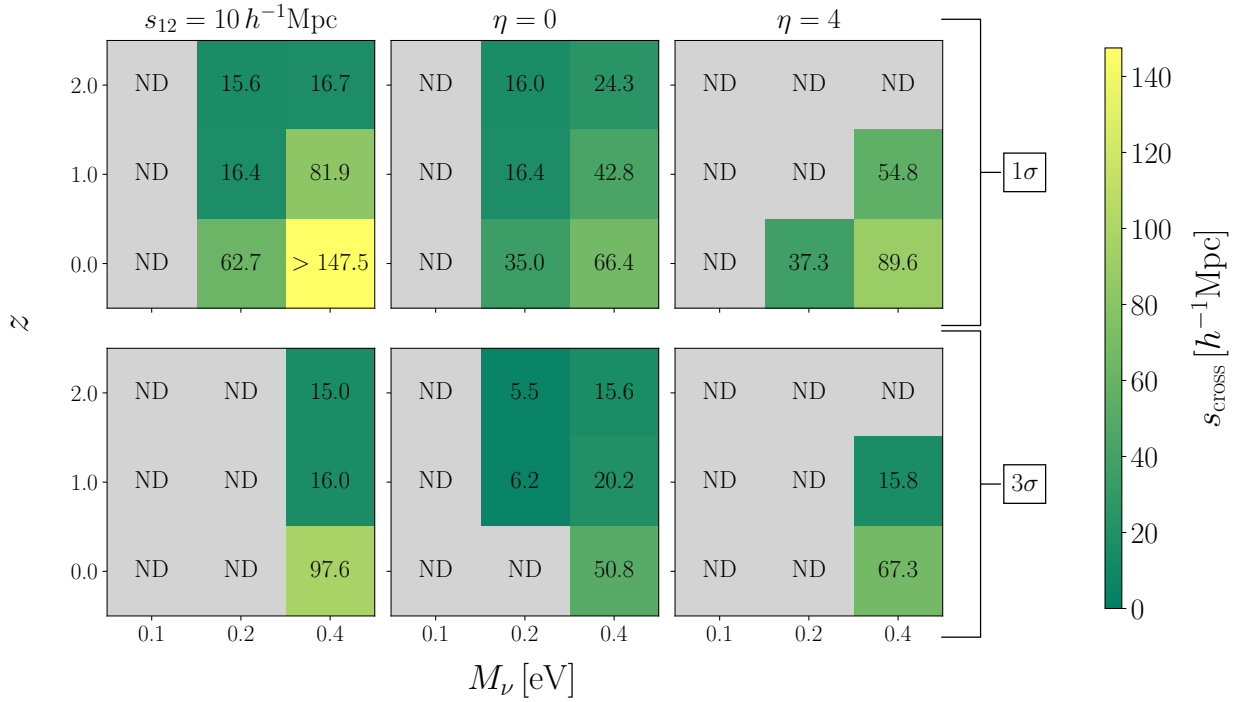 s₁₂ = 10 h⁻¹Mpc η = 0 η = 4
2.0 ND 15.6 16.7 ND 16.0 24.3 ND ND ND
1.0 ND 16.4 81.9 ND 16.4 42.8 ND ND 54.8
0.0 ND 62.7 > 147.5 ND 35.0 66.4 ND 37.3 89.6
1σ
z
2.0 ND ND 15.0 ND 5.5 15.6 ND ND ND
1.0 ND ND 16.0 ND 6.2 20.2 ND ND 15.8
0.0 ND ND 97.6 ND ND 50.8 ND ND 67.3
3σ
0.1 0.2 0.4 0.1 0.2 0.4 0.1 0.2 0.4
M_ν [eV]
140
120
100
80
60
40
20
0
s_cross [h⁻¹Mpc]